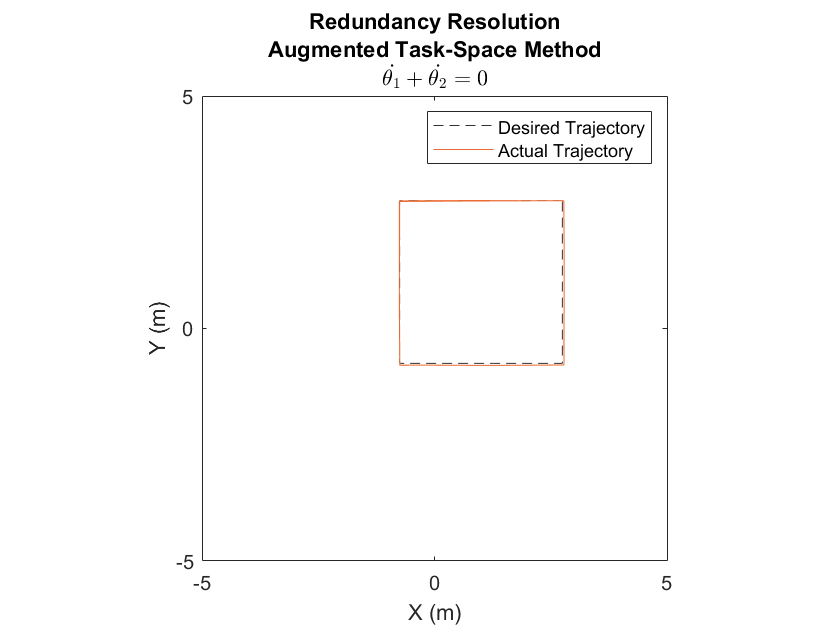 Redundancy Resolution
Augmented Task-Space Method
θ̇₁ + θ̇₂ = 0
5
Desired Trajectory
Actual Trajectory
Y (m)
0
-5
-5 0 5
X (m)